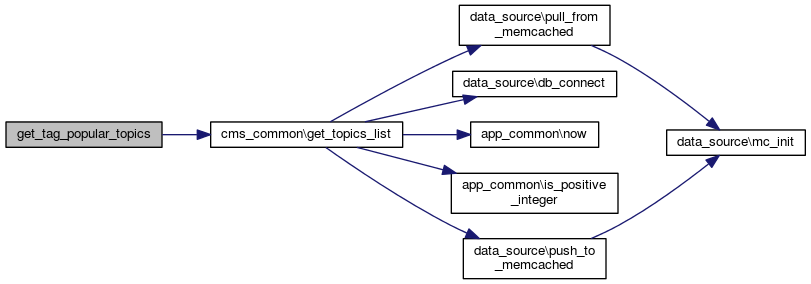 get_tag_popular_topics
cms_common\get_topics_list
data_source\pull_from
_memcached
data_source\db_connect
app_common\now
app_common\is_positive
_integer
data_source\push_to
_memcached
data_source\mc_init